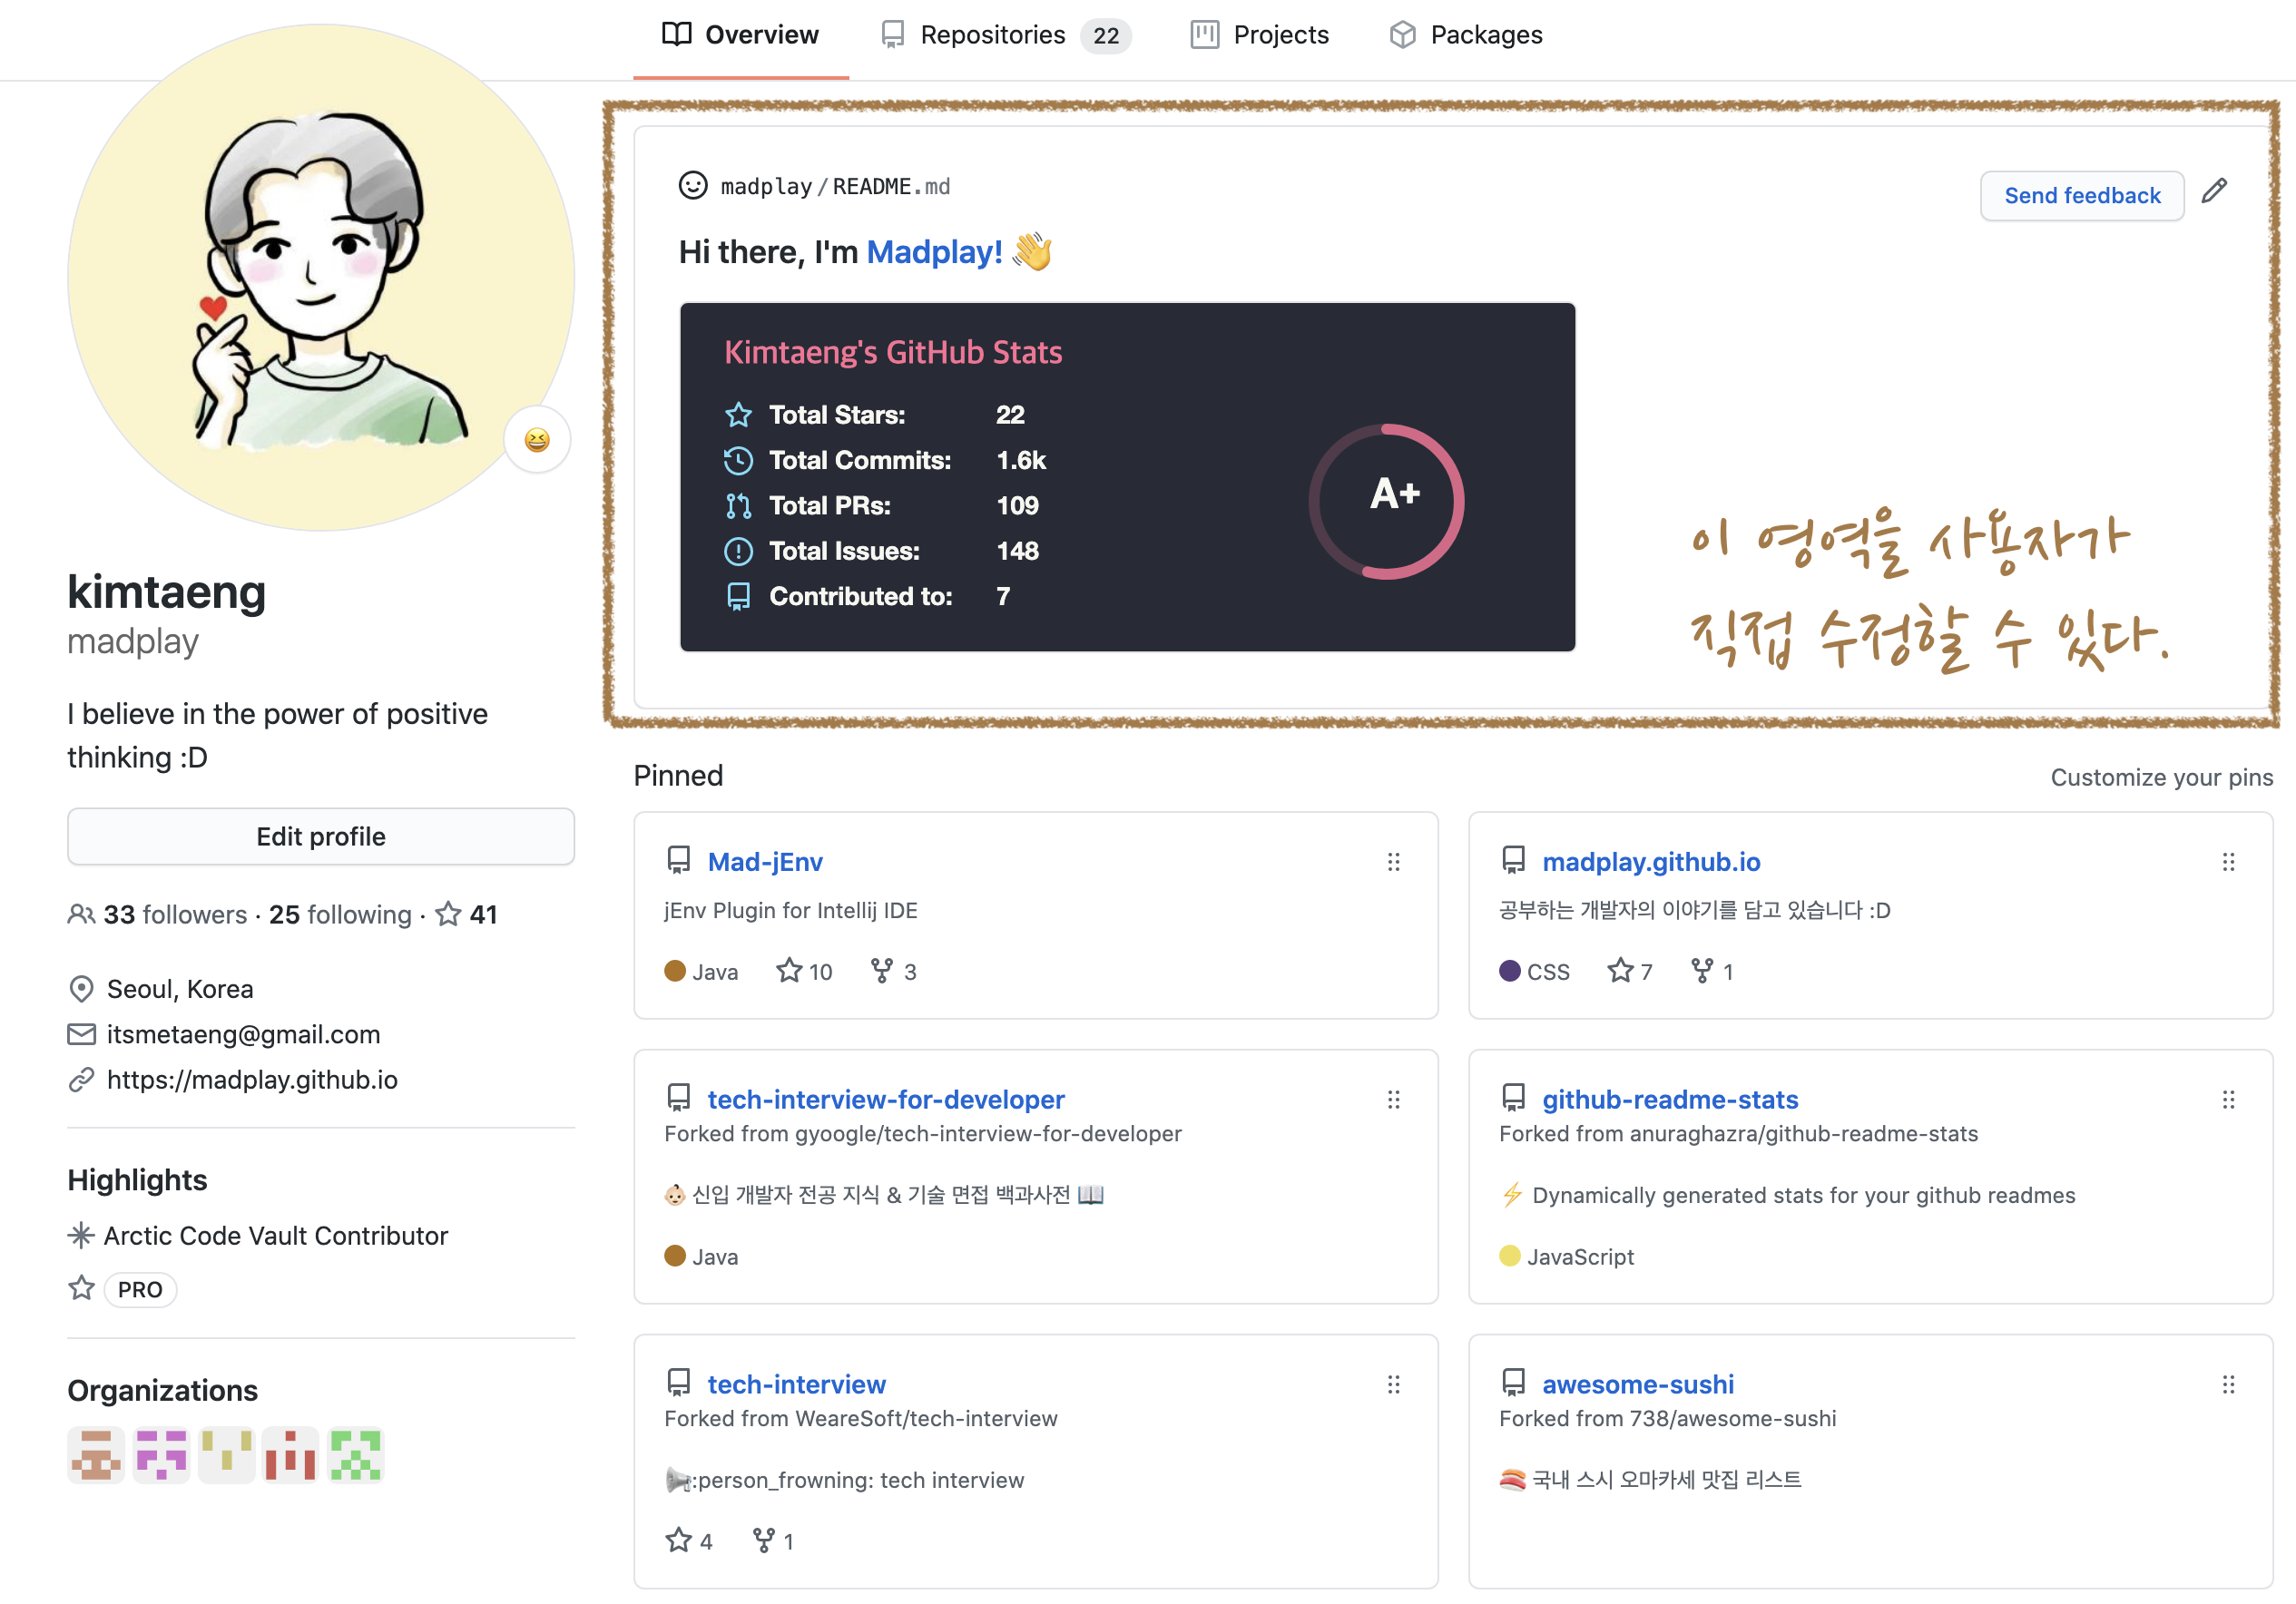 Overview Repositories 22 Projects Packages
madplay/README.md
Send feedback
Hi there, I'm Madplay! 👋
Kimtaeng's GitHub Stats
Total Stars: 22
Total Commits: 1.6k
Total PRs: 109
Total Issues: 148
Contributed to: 7
A+
이 영역을 사용자가
직접 수정할 수 있다.
kimtaeng
madplay
I believe in the power of positive
thinking :D
Edit profile
33 followers · 25 following · 41
Seoul, Korea
itsmetaeng@gmail.com
https://madplay.github.io
Highlights
Arctic Code Vault Contributor
PRO
Organizations
Pinned
Customize your pins
Mad-jEnv
jEnv Plugin for Intellij IDE
Java 10 3
madplay.github.io
공부하는 개발자의 이야기를 담고 있습니다 :D
CSS 7 1
tech-interview-for-developer
Forked from gyoogle/tech-interview-for-developer
👶🏻 신입 개발자 전공 지식 & 기술 면접 백과사전 📖
Java
github-readme-stats
Forked from anuraghazra/github-readme-stats
⚡ Dynamically generated stats for your github readmes
JavaScript
tech-interview
Forked from WeareSoft/tech-interview
📢:person_frowning: tech interview
4 1
awesome-sushi
Forked from 738/awesome-sushi
🍣 국내 스시 오마카세 맛집 리스트